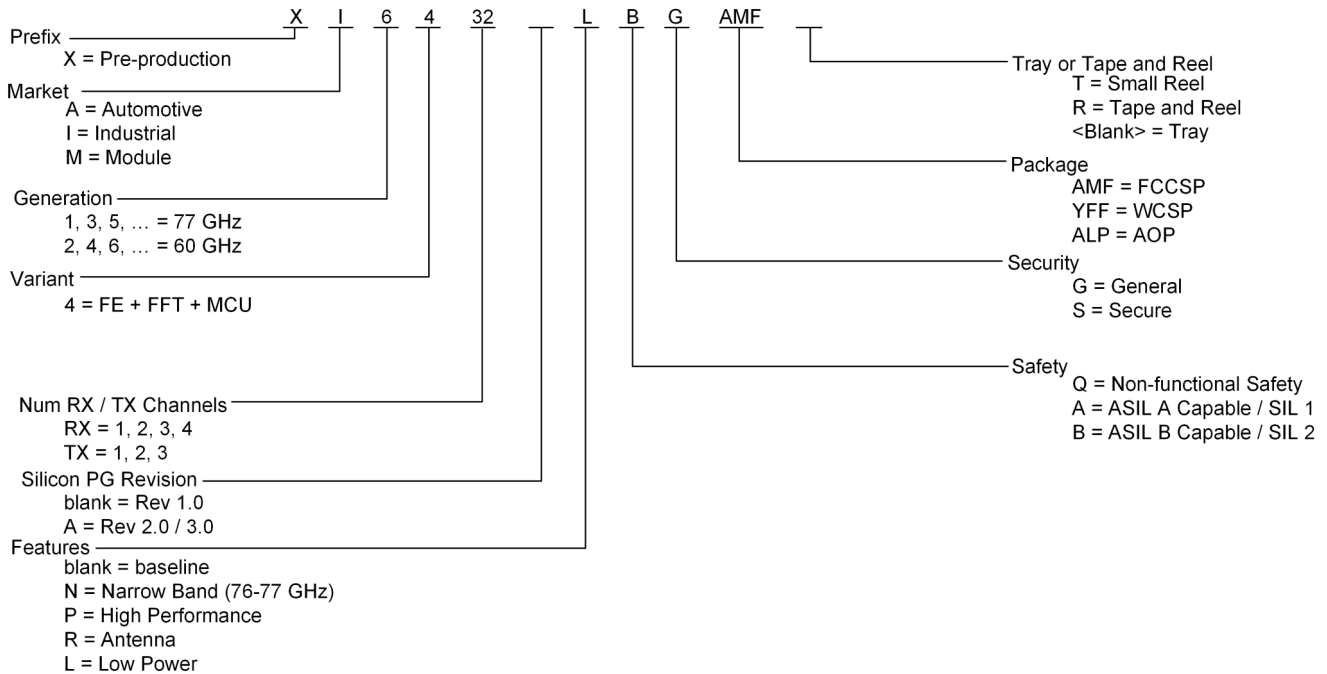 X I 6 4 32 L B G AMF
Prefix
X = Pre-production
Market
A = Automotive
I = Industrial
M = Module
Generation
1, 3, 5, … = 77 GHz
2, 4, 6, … = 60 GHz
Variant
4 = FE + FFT + MCU
Num RX / TX Channels
RX = 1, 2, 3, 4
TX = 1, 2, 3
Silicon PG Revision
blank = Rev 1.0
A = Rev 2.0 / 3.0
Features
blank = baseline
N = Narrow Band (76-77 GHz)
P = High Performance
R = Antenna
L = Low Power
Tray or Tape and Reel
T = Small Reel
R = Tape and Reel
<Blank> = Tray
Package
AMF = FCCSP
YFF = WCSP
ALP = AOP
Security
G = General
S = Secure
Safety
Q = Non-functional Safety
A = ASIL A Capable / SIL 1
B = ASIL B Capable / SIL 2